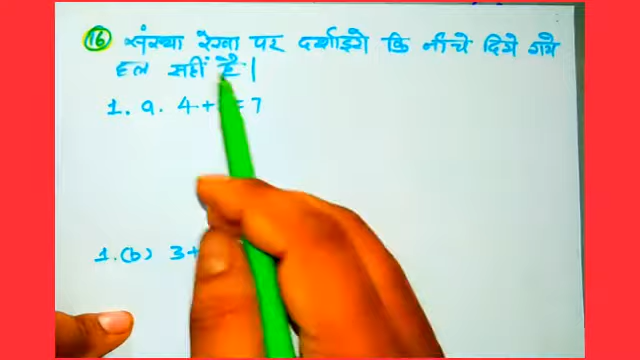 16 संख्या रेखा पर दर्शाइये कि नीचे दिये गये
हल सहीं है।
1. a. 4+ = 7
1. (b) 3+